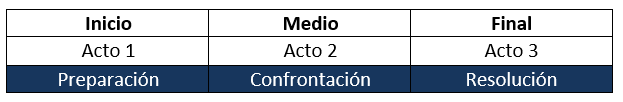 Inicio Medio Final
Acto 1 Acto 2 Acto 3
Preparación Confrontación Resolución